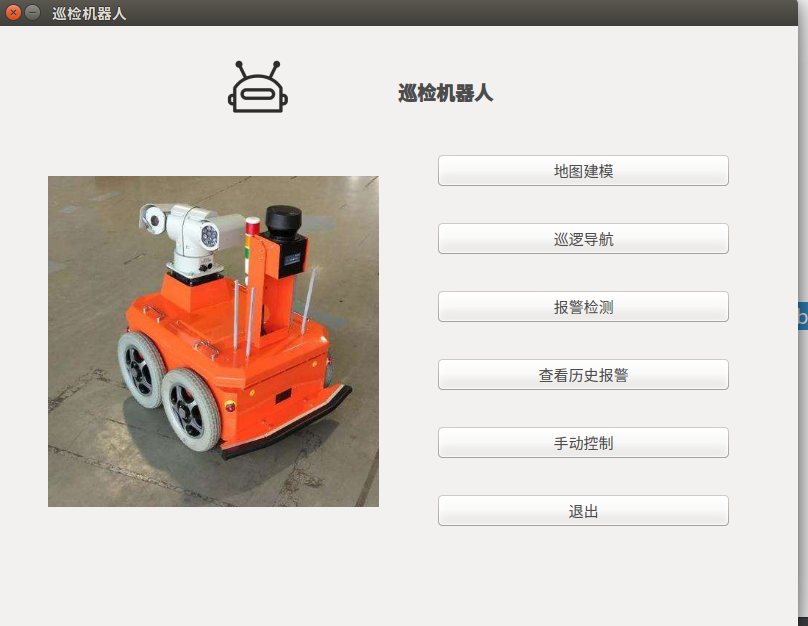 巡检机器人
巡检机器人
地图建模
巡逻导航
报警检测
查看历史报警
手动控制
退出